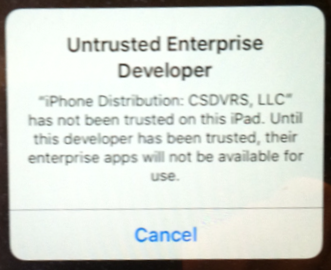 Untrusted Enterprise
Developer
"iPhone Distribution: CSDVRS, LLC"
has not been trusted on this iPad. Until
this developer has been trusted, their
enterprise apps will not be available for
use.
Cancel